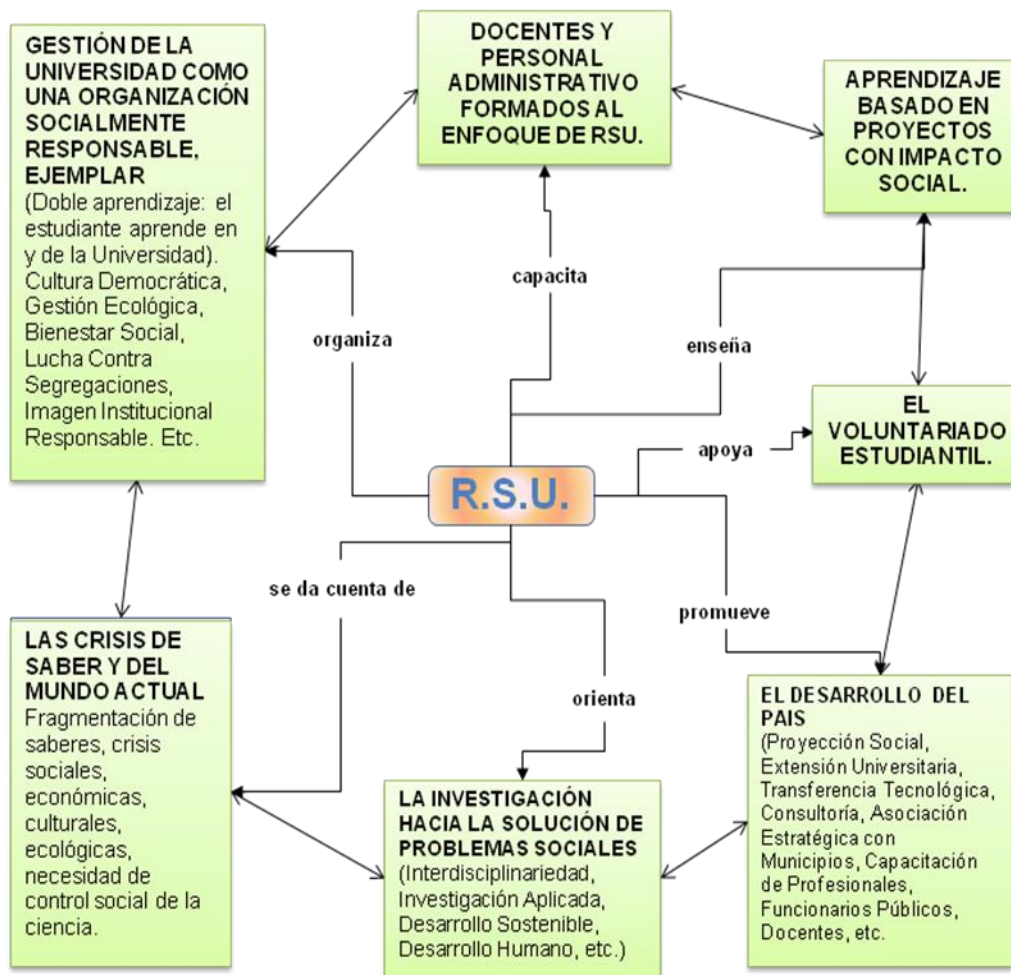 GESTIÓN DE LA
UNIVERSIDAD COMO
UNA ORGANIZACIÓN
SOCIALMENTE
RESPONSABLE,
EJEMPLAR
(Doble aprendizaje: el
estudiante aprende en
y de la Universidad).
Cultura Democrática,
Gestión Ecológica,
Bienestar Social,
Lucha Contra
Segregaciones,
Imagen Institucional
Responsable. Etc.
DOCENTES Y
PERSONAL
ADMINISTRATIVO
FORMADOS AL
ENFOQUE DE RSU.
APRENDIZAJE
BASADO EN
PROYECTOS
CON IMPACTO
SOCIAL.
capacita
organiza
enseña
EL
VOLUNTARIADO
ESTUDIANTIL.
apoya
R.S.U.
se da cuenta de
promueve
orienta
LAS CRISIS DE
SABER Y DEL
MUNDO ACTUAL
Fragmentación de
saberes, crisis
sociales,
económicas,
culturales,
ecológicas,
necesidad de
control social de la
ciencia.
LA INVESTIGACIÓN
HACIA LA SOLUCIÓN DE
PROBLEMAS SOCIALES
(Interdisciplinariedad,
Investigación Aplicada,
Desarrollo Sostenible,
Desarrollo Humano, etc.)
EL DESARROLLO DEL
PAIS
(Proyección Social,
Extensión Universitaria,
Transferencia Tecnológica,
Consultoría, Asociación
Estratégica con
Municipios, Capacitación
de Profesionales,
Funcionarios Públicos,
Docentes, etc.